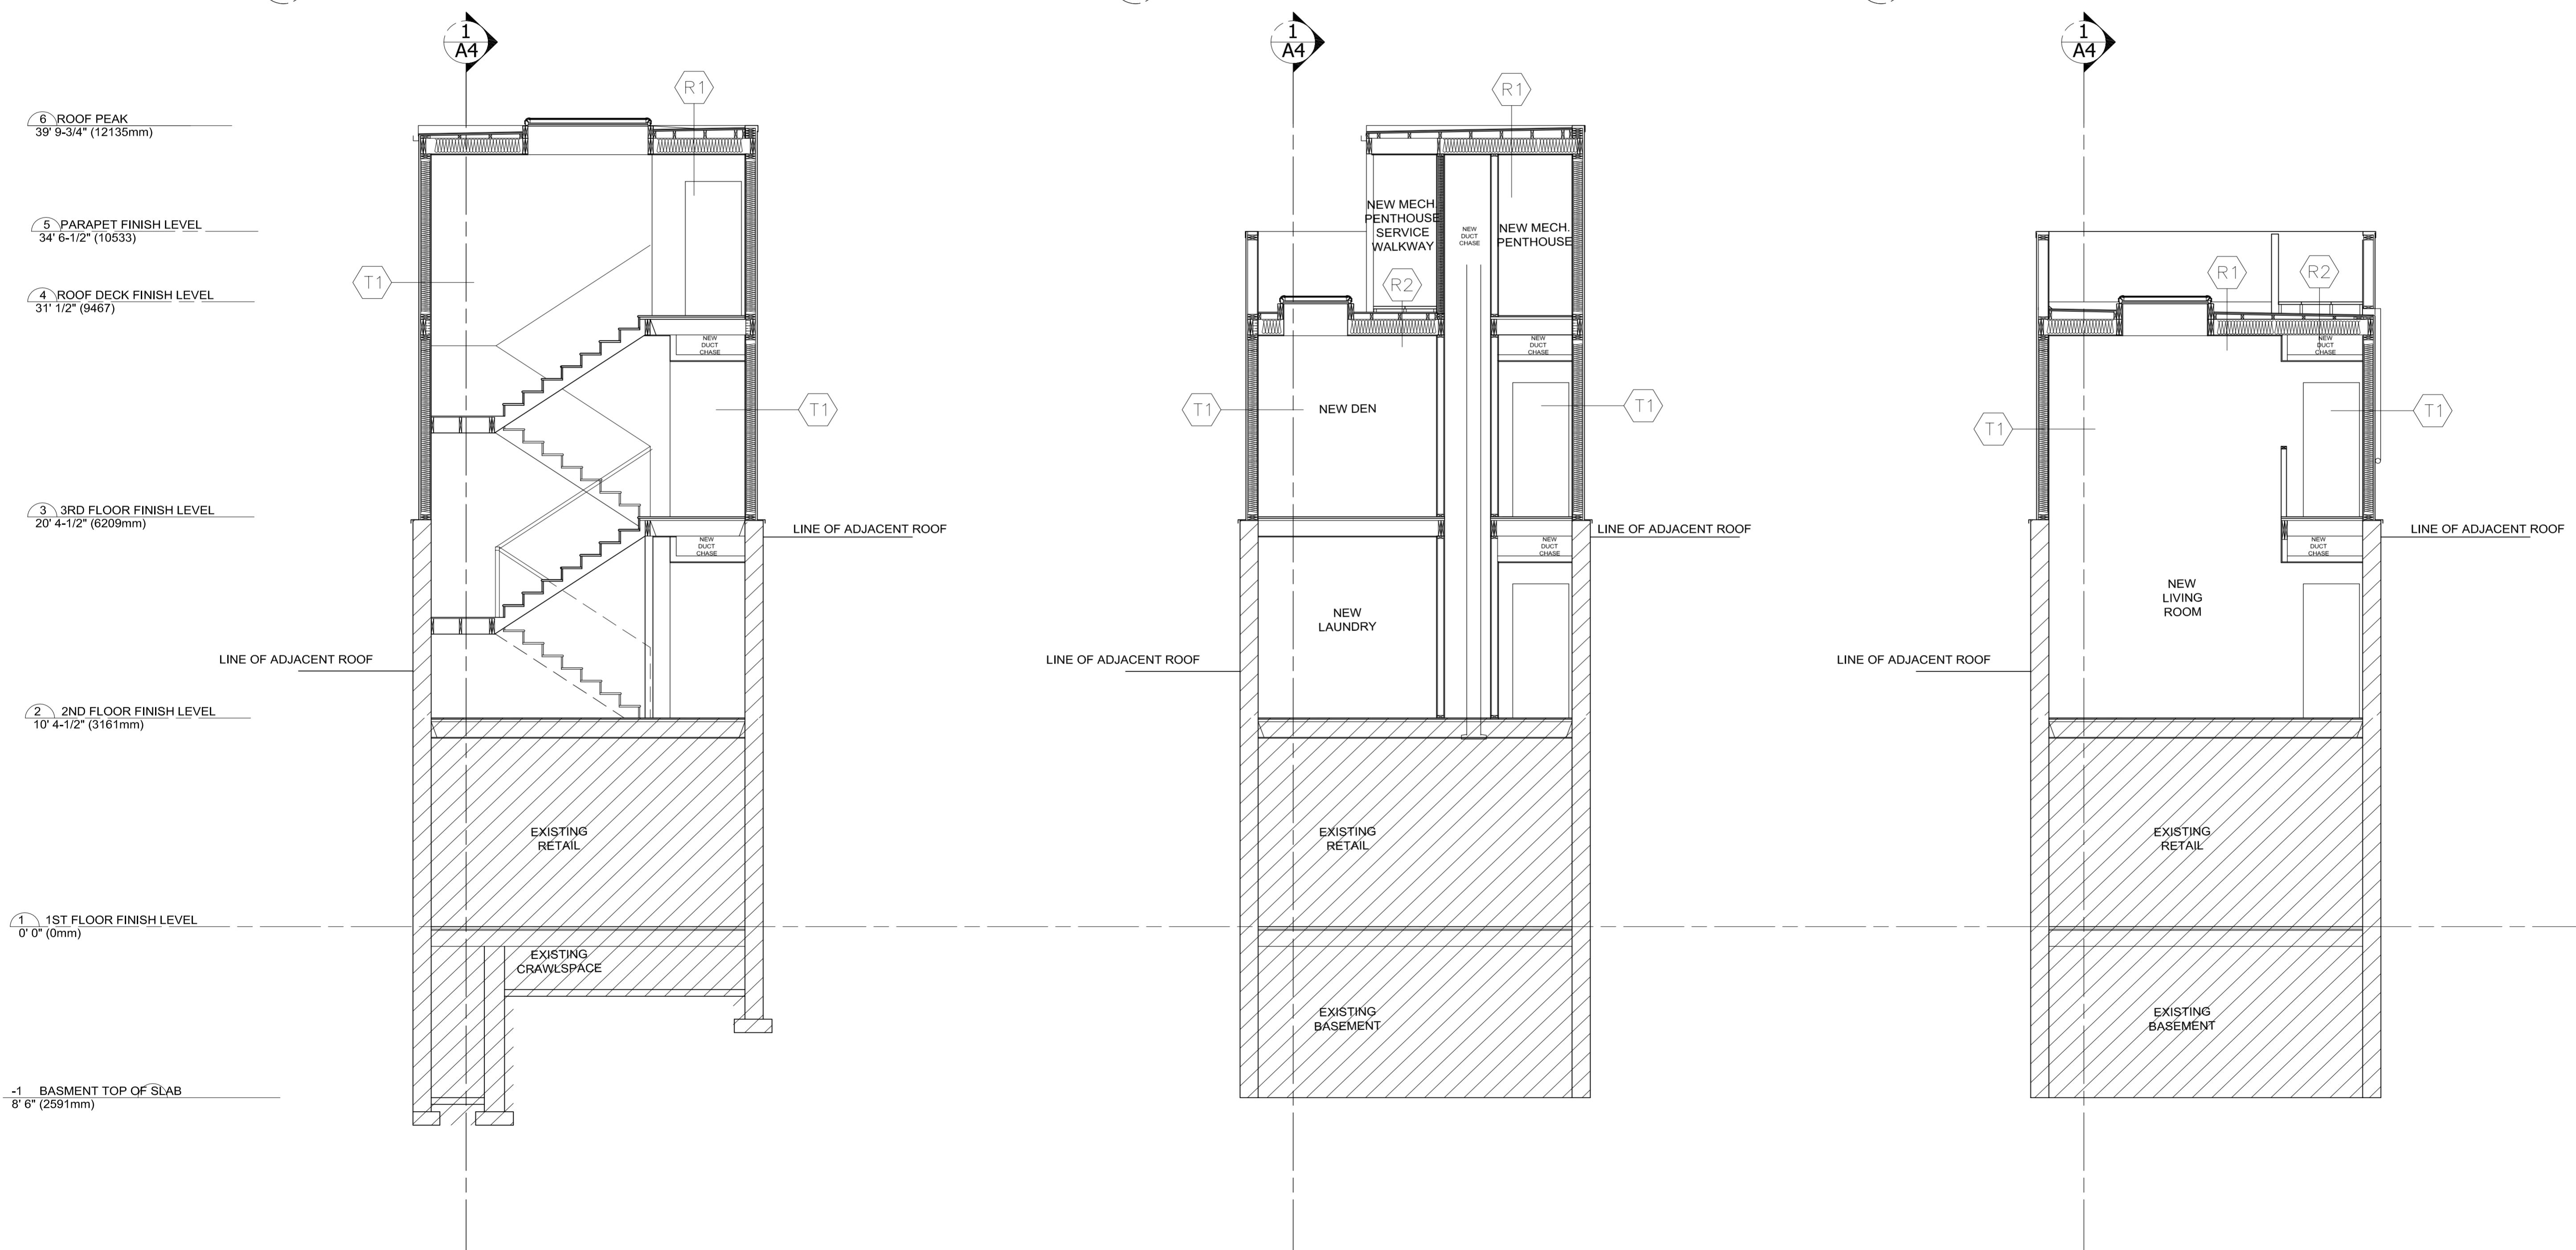 1
A4
1
A4
1
A4
6 ROOF PEAK
39' 9-3/4" (12135mm)
5 PARAPET FINISH LEVEL
34' 6-1/2" (10533)
4 ROOF DECK FINISH LEVEL
31' 1/2" (9467)
3 3RD FLOOR FINISH LEVEL
20' 4-1/2" (6209mm)
2 2ND FLOOR FINISH LEVEL
10' 4-1/2" (3161mm)
1 1ST FLOOR FINISH LEVEL
0' 0" (0mm)
-1 BASMENT TOP OF SLAB
8' 6" (2591mm)
R1
T1
NEW
DUCT
CHASE
T1
NEW
DUCT
CHASE
LINE OF ADJACENT ROOF
LINE OF ADJACENT ROOF
EXISTING
RETAIL
EXISTING
CRAWLSPACE
R1
NEW MECH.
PENTHOUSE
SERVICE
WALKWAY
NEW
DUCT
CHASE
NEW MECH.
PENTHOUSE
R2
NEW
DUCT
CHASE
T1
NEW DEN
T1
NEW
DUCT
CHASE
LINE OF ADJACENT ROOF
NEW
LAUNDRY
LINE OF ADJACENT ROOF
EXISTING
RETAIL
EXISTING
BASEMENT
R1
R2
NEW
DUCT
CHASE
T1
T1
NEW
DUCT
CHASE
LINE OF ADJACENT ROOF
NEW
LIVING
ROOM
LINE OF ADJACENT ROOF
EXISTING
RETAIL
EXISTING
BASEMENT